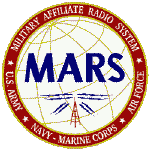 MILITARY AFFILIATE RADIO SYSTEM
MARS
U.S. ARMY
NAVY - MARINE CORPS
AIR FORCE